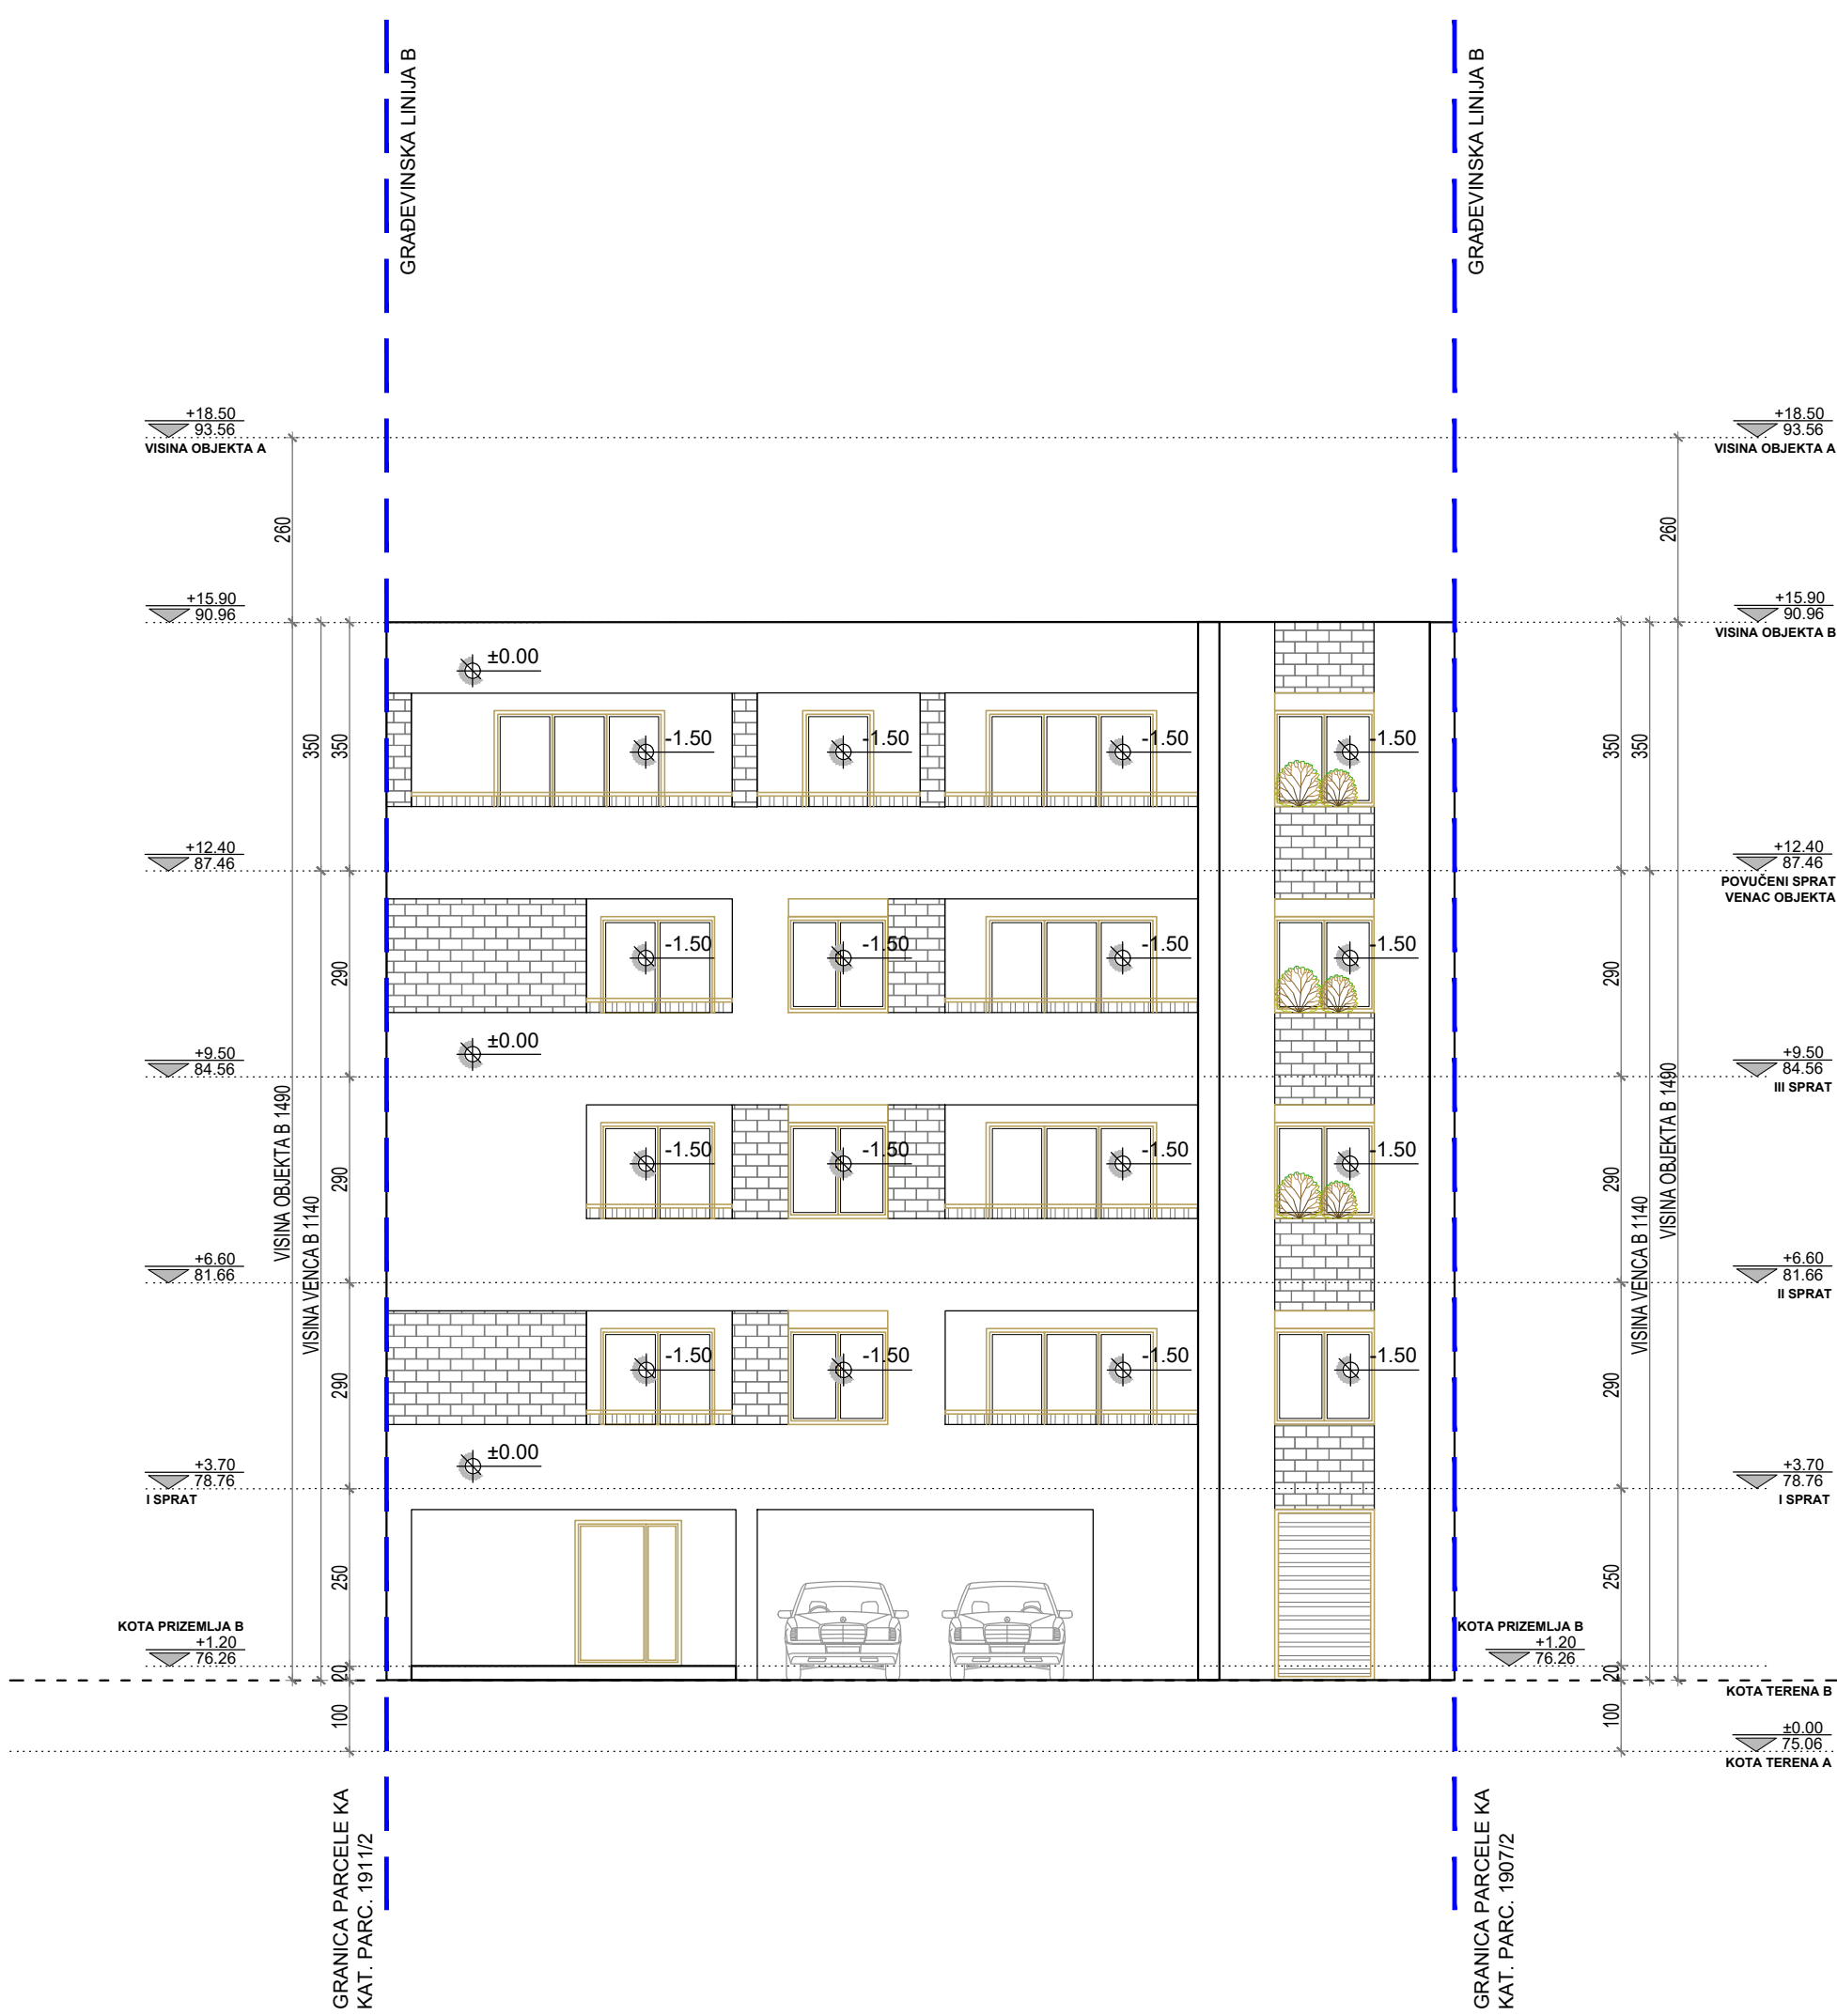 GRAĐEVINSKA LINIJA B
GRAĐEVINSKA LINIJA B
+18.50
93.56
VISINA OBJEKTA A
+18.50
93.56
VISINA OBJEKTA A
260
260
+15.90
90.96
+15.90
90.96
VISINA OBJEKTA B
±0.00
350
350
-1.50
-1.50
-1.50
-1.50
350
350
+12.40
87.46
+12.40
87.46
POVUČENI SPRAT
VENAC OBJEKTA
290
-1.50
-1.50
-1.50
-1.50
290
±0.00
+9.50
84.56
+9.50
84.56
III SPRAT
VISINA OBJEKTA B 1490
VISINA VENCA B 1140
290
-1.50
-1.50
-1.50
-1.50
290
VISINA VENCA B 1140
VISINA OBJEKTA B 1490
+6.60
81.66
+6.60
81.66
II SPRAT
290
-1.50
-1.50
-1.50
-1.50
290
±0.00
+3.70
78.76
I SPRAT
+3.70
78.76
I SPRAT
250
250
KOTA PRIZEMLJA B
+1.20
76.26
KOTA PRIZEMLJA B
+1.20
76.26
20
20
KOTA TERENA B
100
100
±0.00
75.06
KOTA TERENA A
GRANICA PARCELE KA
KAT. PARC. 1911/2
GRANICA PARCELE KA
KAT. PARC. 1907/2